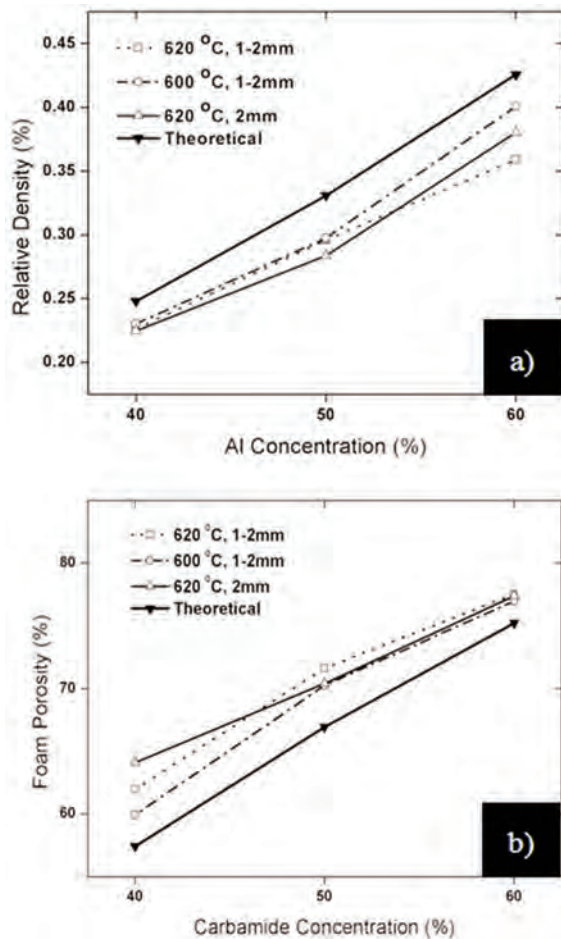 0.45
0.40
0.35
0.30
0.25
0.20
Relative Density (%)
620 °C, 1-2mm
600 °C, 1-2mm
620 °C, 2mm
Theoretical
a)
40 50 60
Al Concentration (%)
80
70
60
Foam Porosity (%)
620 °C, 1-2mm
600 °C, 1-2mm
620 °C, 2mm
Theoretical
b)
40 50 60
Carbamide Concentration (%)